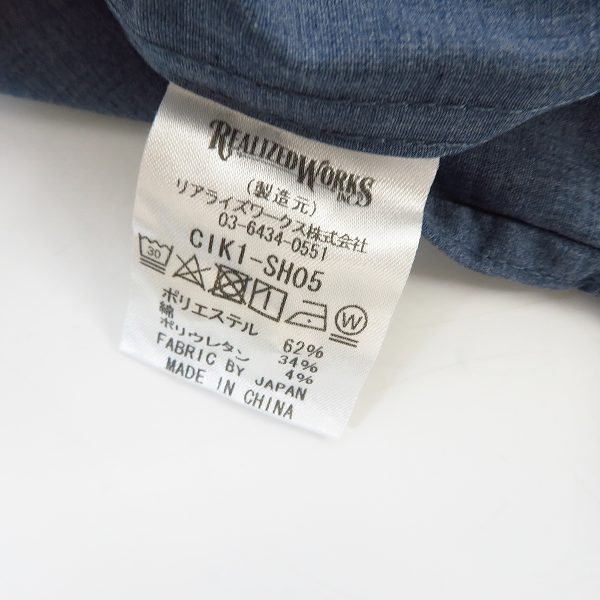 REALIZEDWORKS
INC.
(製造元)
リアライズワークス株式会社
03-6434-0551
CIK1-SH05
30 W
ポリエステル 62%
綿 34%
ポリウレタン 4%
FABRIC BY JAPAN
MADE IN CHINA